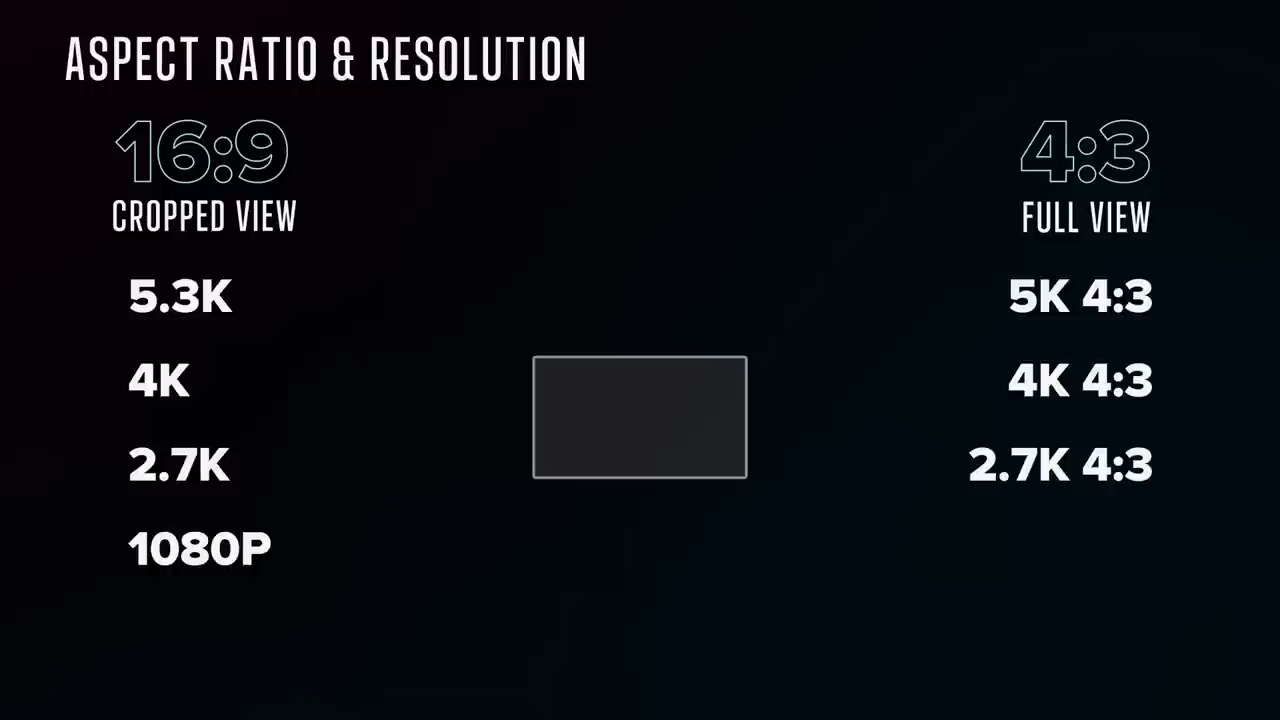 ASPECT RATIO & RESOLUTION
16:9
CROPPED VIEW
5.3K
4K
2.7K
1080P
4:3
FULL VIEW
5K 4:3
4K 4:3
2.7K 4:3